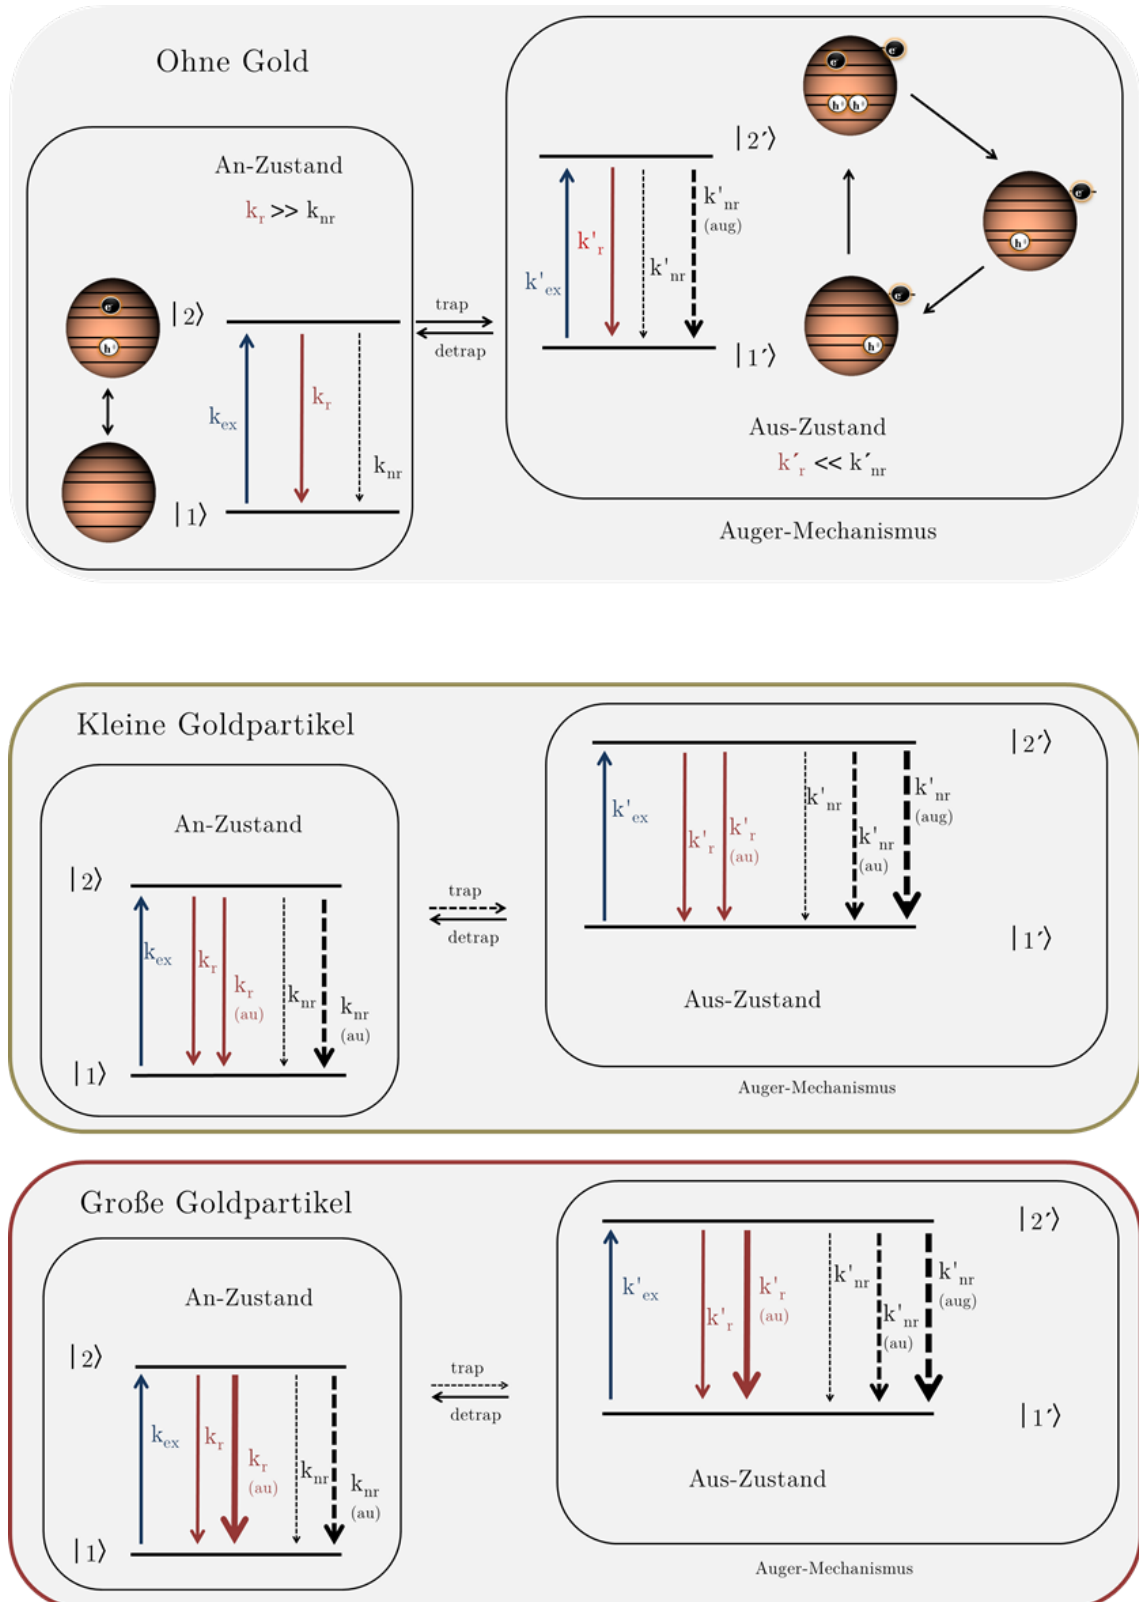 Ohne Gold
An-Zustand
k_r >> k_nr
|2⟩
e⁻
h⁺
k_ex
k_r
k_nr
|1⟩
trap
detrap
|2´⟩
k'_ex
k'_r
k'_nr
k'_nr
(aug)
|1´⟩
e⁻
e⁻
h⁺ h⁺
e⁻
h⁺
e⁻
h⁺
Aus-Zustand
k´_r << k´_nr
Auger-Mechanismus
Kleine Goldpartikel
An-Zustand
|2⟩
k_ex
k_r
k_r
(au)
k_nr
k_nr
(au)
|1⟩
trap
detrap
|2´⟩
k'_ex
k'_r
k'_r
(au)
k'_nr
k'_nr
(au)
k'_nr
(aug)
|1´⟩
Aus-Zustand
Auger-Mechanismus
Große Goldpartikel
An-Zustand
|2⟩
k_ex
k_r
k_r
(au)
k_nr
k_nr
(au)
|1⟩
trap
detrap
|2´⟩
k'_ex
k'_r
k'_r
(au)
k'_nr
k'_nr
(au)
k'_nr
(aug)
|1´⟩
Aus-Zustand
Auger-Mechanismus